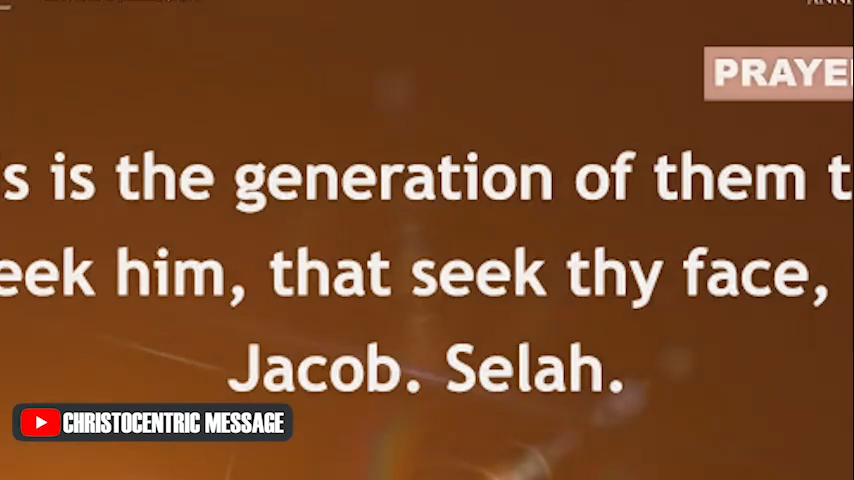 PRAYE
s is the generation of them t
eek him, that seek thy face,
Jacob. Selah.
CHRISTOCENTRIC MESSAGE